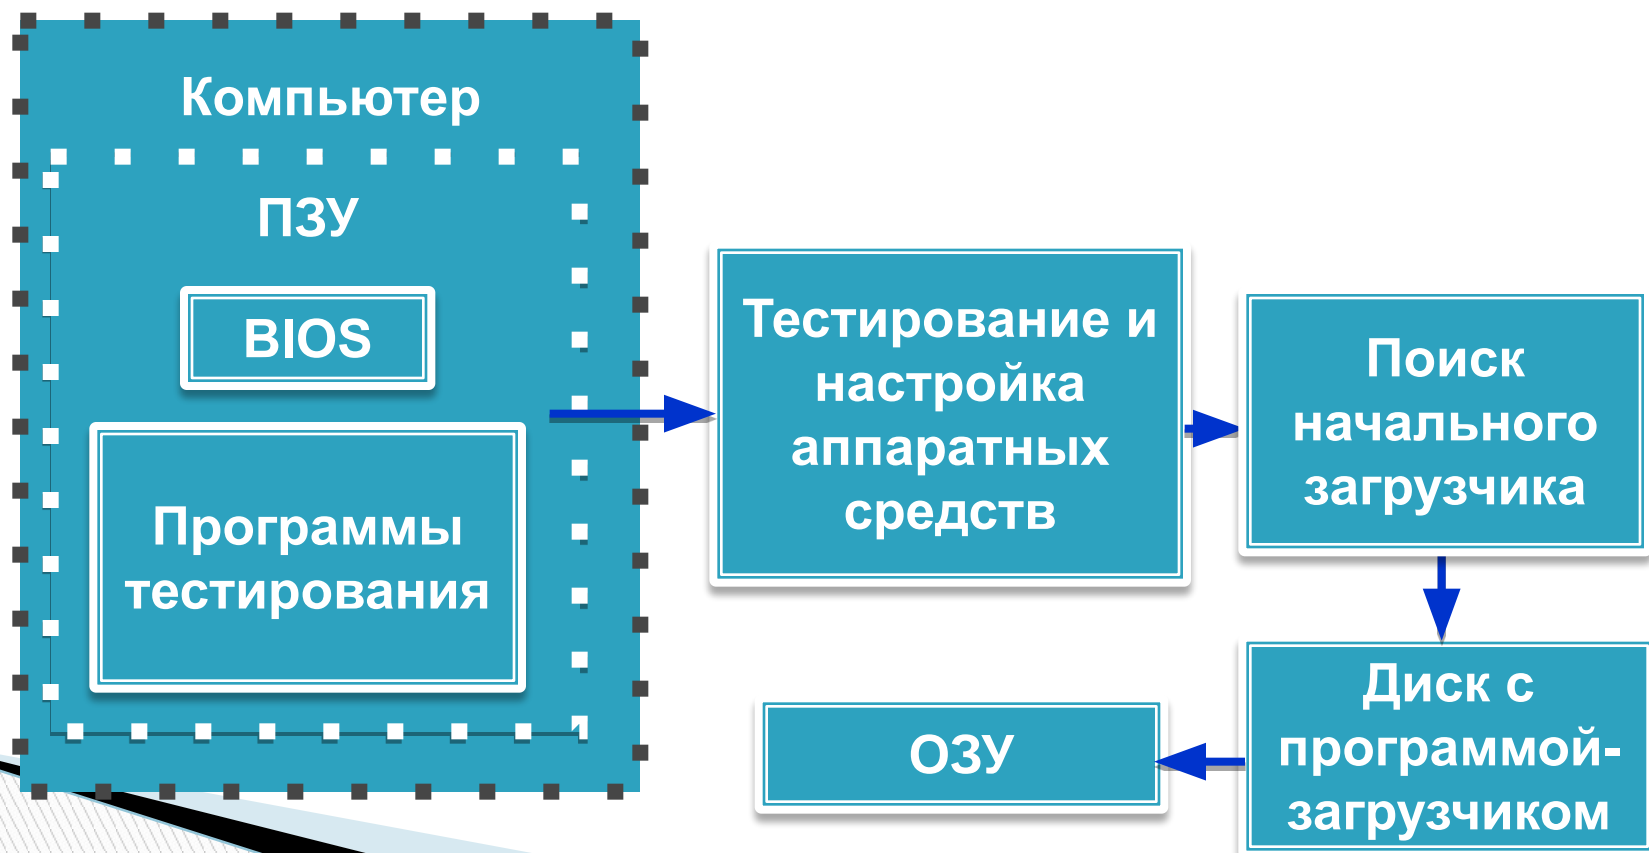 Компьютер
ПЗУ
BIOS
Программы
тестирования
Тестирование и
настройка
аппаратных
средств
Поиск
начального
загрузчика
Диск с
программой-
загрузчиком
ОЗУ